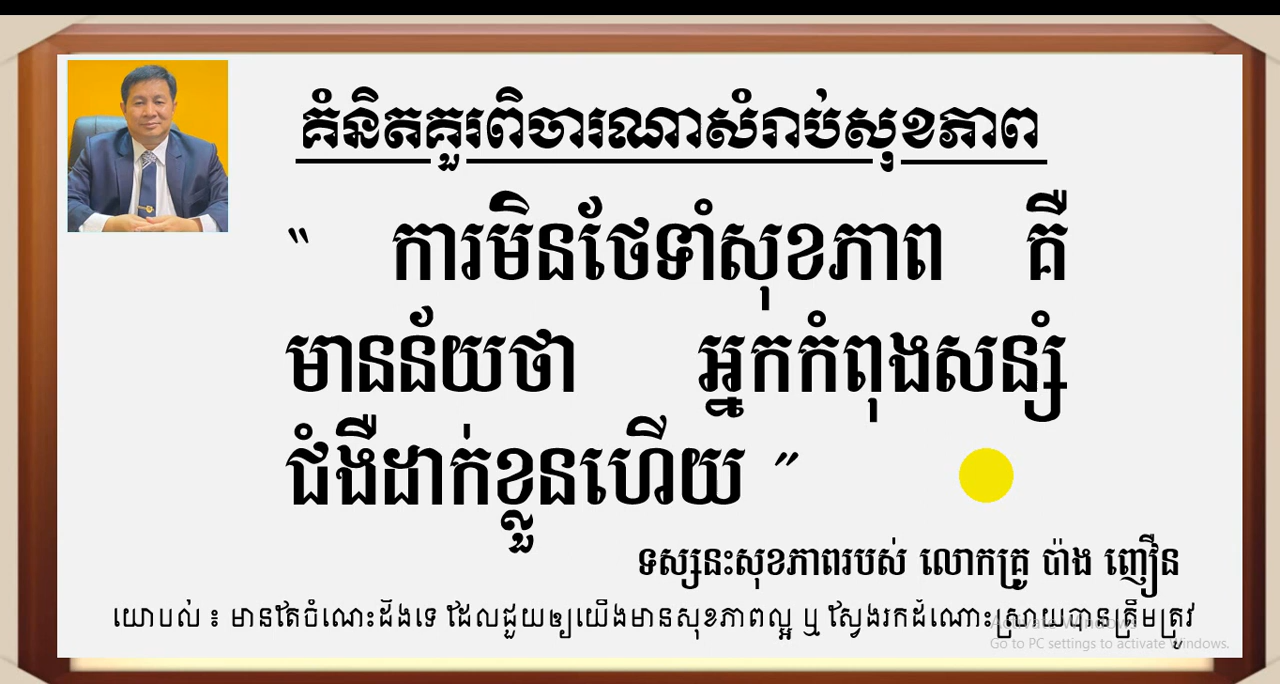 គំនិតគួរពិចារណាសំរាប់សុខភាព
“ ការមិនថែទាំសុខភាព គឺ
មានន័យថា អ្នកកំពុងសន្សំ
ជំងឺដាក់ខ្លួនហើយ ”
ទស្សនះសុខភាពរបស់ លោកគ្រូ ប៉ាង ញឿន
យោបល់ ៖ មានតែចំណេះដឹងទេ ដែលជួយឲ្យយើងមានសុខភាពល្អ ឬ ស្វែងរកដំណោះស្រាយបានត្រឹមត្រូវ
Activate Windows
Go to PC settings to activate Windows.